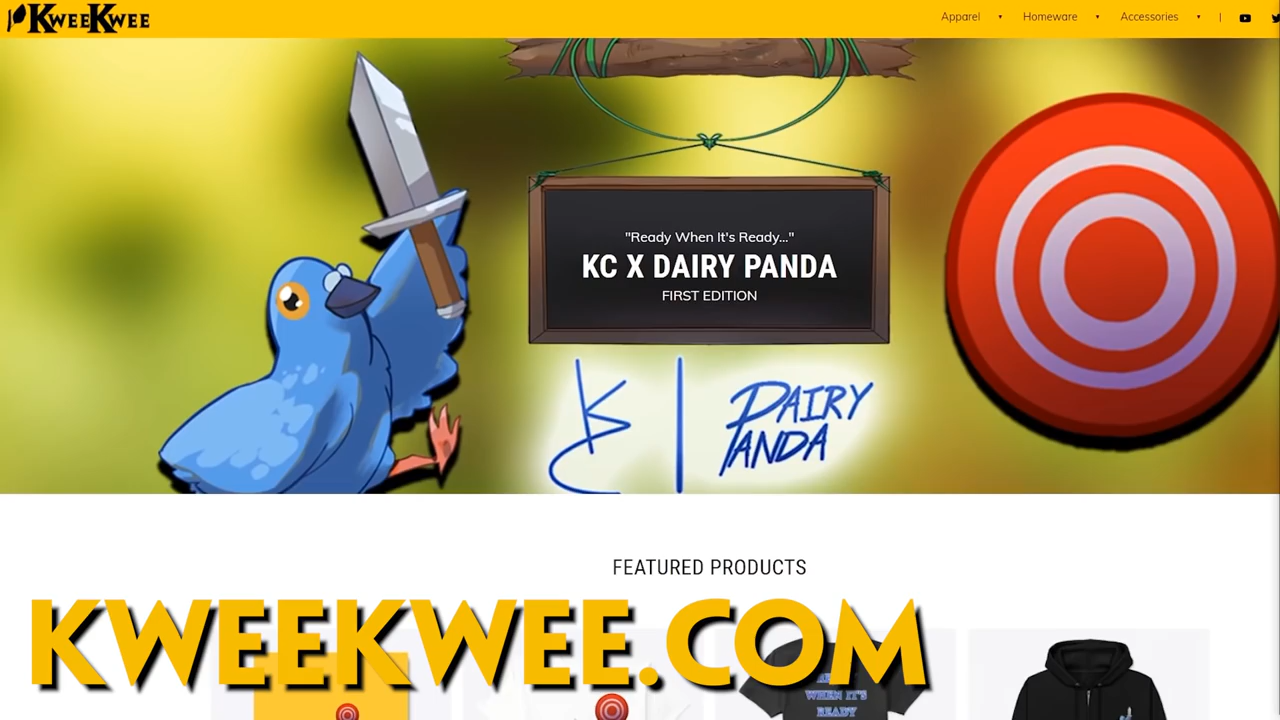 KWEEKWEE
Apparel ▾ Homeware ▾ Accessories ▾ |
"Ready When It's Ready..."
KC X DAIRY PANDA
FIRST EDITION
DAIRY
PANDA
FEATURED PRODUCTS
KWEEKWEE.COM
WHEN IT'S
READY